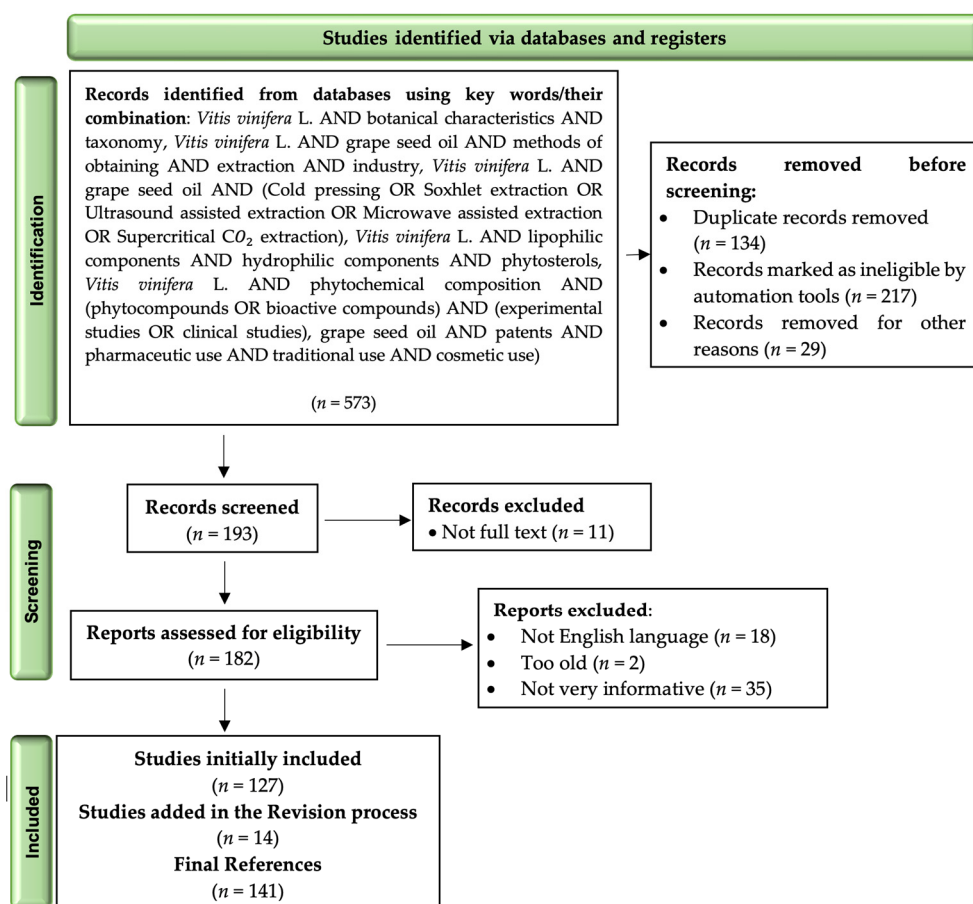 Studies identified via databases and registers
Identification
Records identified from databases using key words/their
combination: Vitis vinifera L. AND botanical characteristics AND
taxonomy, Vitis vinifera L. AND grape seed oil AND methods of
obtaining AND extraction AND industry, Vitis vinifera L. AND
grape seed oil AND (Cold pressing OR Soxhlet extraction OR
Ultrasound assisted extraction OR Microwave assisted extraction
OR Supercritical CO₂ extraction), Vitis vinifera L. AND lipophilic
components AND hydrophilic components AND phytosterols,
Vitis vinifera L. AND phytochemical composition AND
(phytocompounds OR bioactive compounds) AND (experimental
studies OR clinical studies), grape seed oil AND patents AND
pharmaceutic use AND traditional use AND cosmetic use)
(n = 573)
Records removed before
screening:
• Duplicate records removed
(n = 134)
• Records marked as ineligible by
automation tools (n = 217)
• Records removed for other
reasons (n = 29)
Screening
Records screened
(n = 193)
Records excluded
• Not full text (n = 11)
Reports assessed for eligibility
(n = 182)
Reports excluded:
• Not English language (n = 18)
• Too old (n = 2)
• Not very informative (n = 35)
Included
Studies initially included
(n = 127)
Studies added in the Revision process
(n = 14)
Final References
(n = 141)